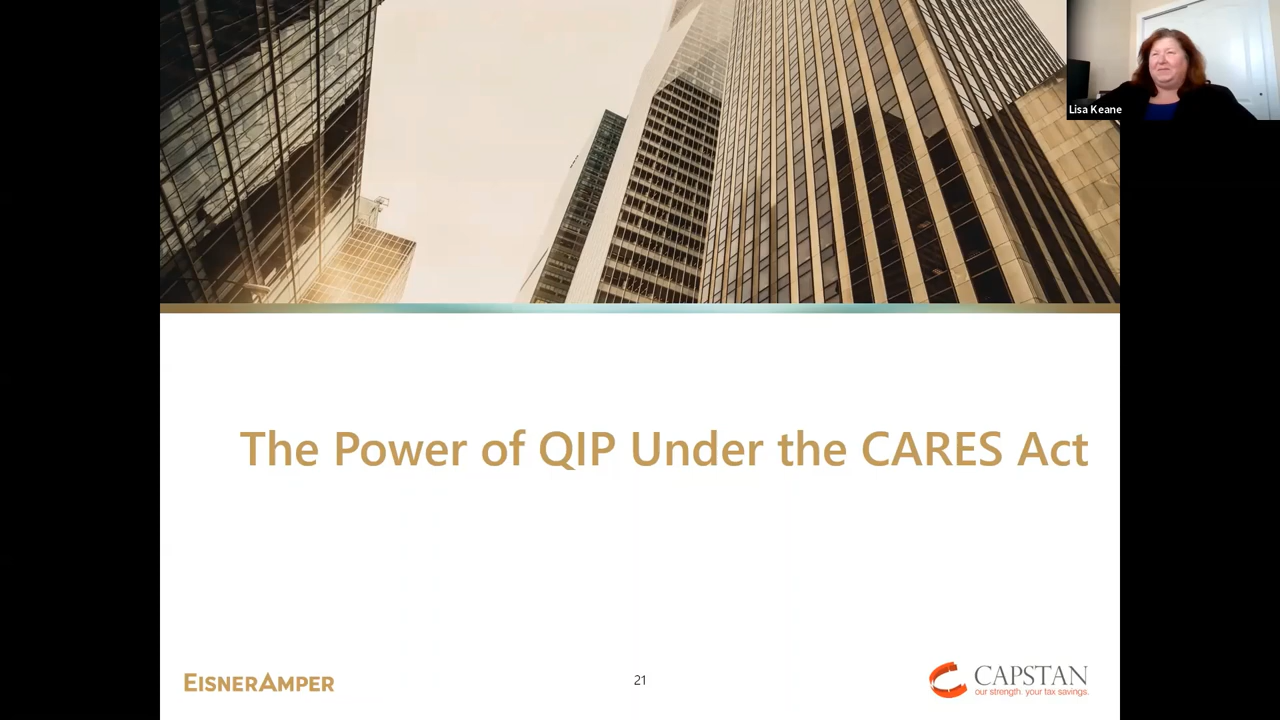 Lisa Keane
The Power of QIP Under the CARES Act
EISNERAMPER
21
CAPSTAN
our strength. your tax savings.